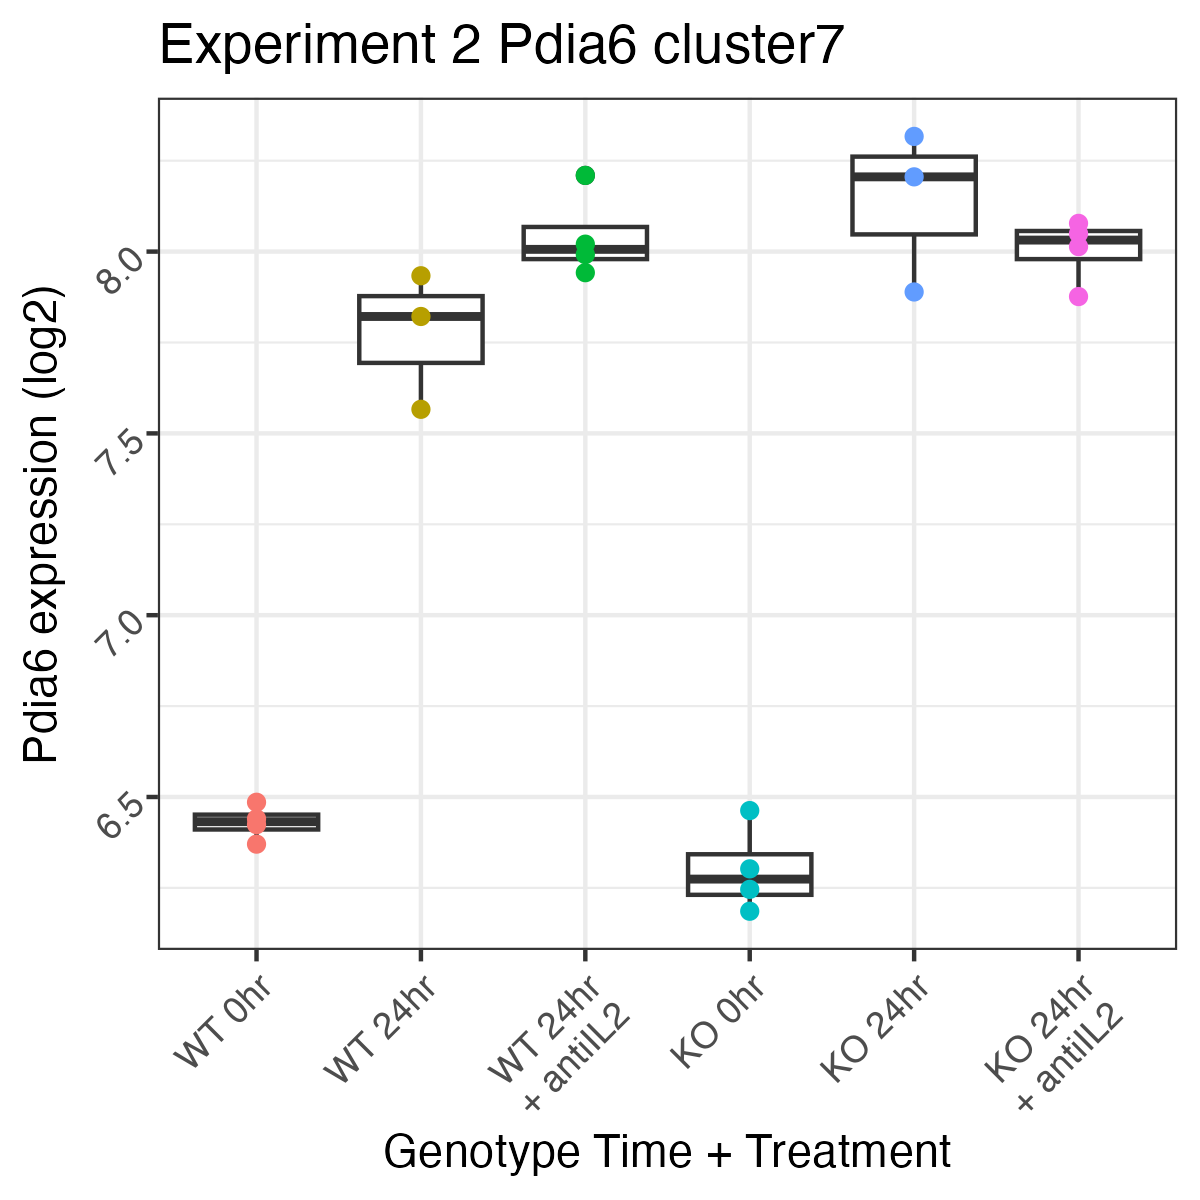 Experiment 2 Pdia6 cluster7
Pdia6 expression (log2)
8.0
7.5
7.0
6.5
WT 0hr
WT 24hr
WT 24hr
+ antiIL2
KO 0hr
KO 24hr
KO 24hr
+ antiIL2
Genotype Time + Treatment